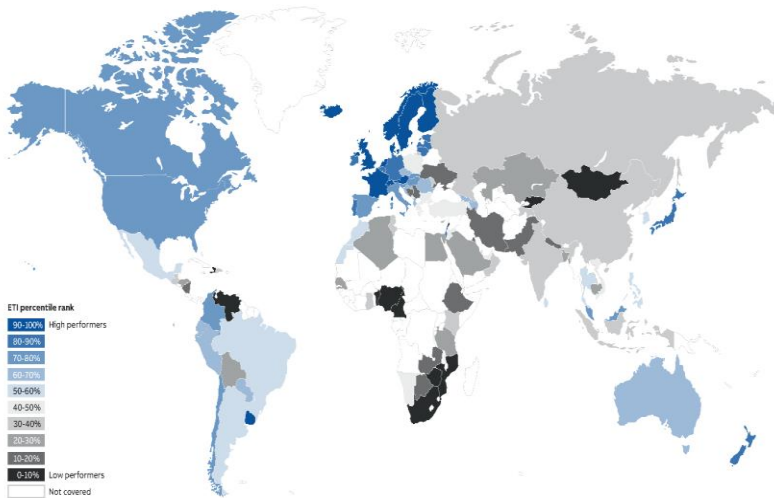 ETI percentile rank
90-100% High performers
80-90%
70-80%
60-70%
50-60%
40-50%
30-40%
20-30%
10-20%
0-10% Low performers
Not covered